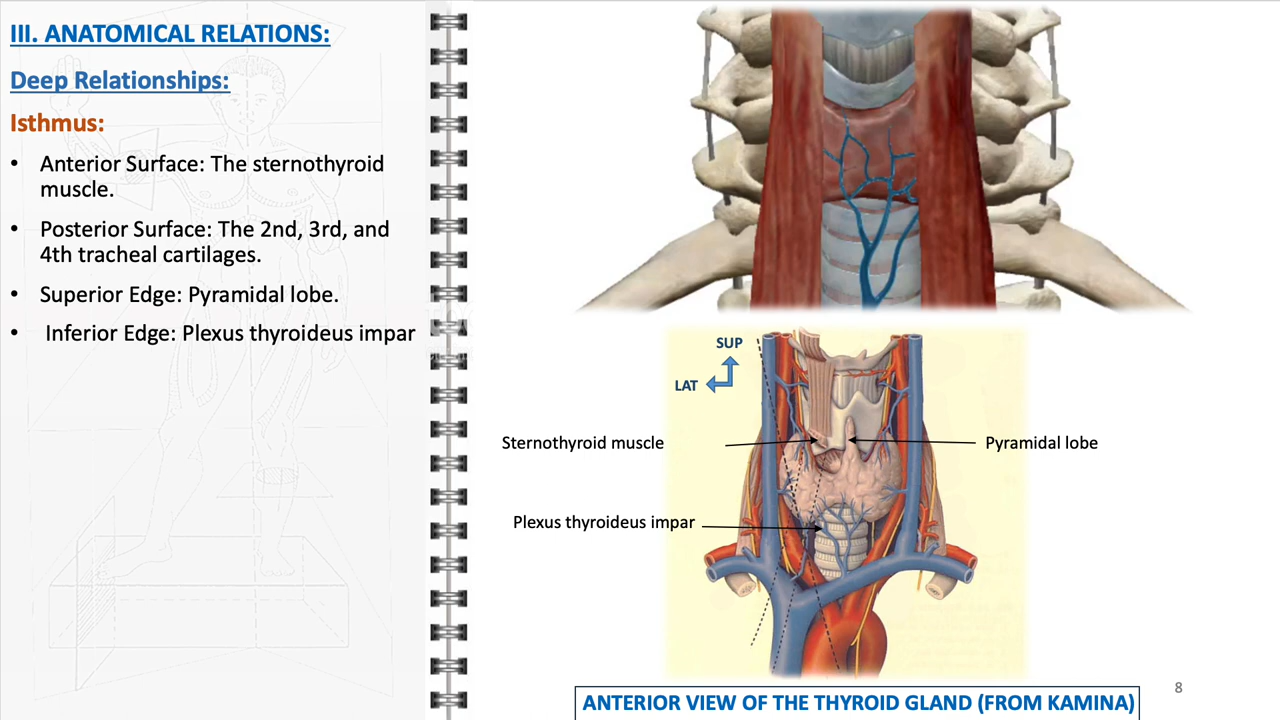 III. ANATOMICAL RELATIONS:
Deep Relationships:
Isthmus:
• Anterior Surface: The sternothyroid
muscle.
• Posterior Surface: The 2nd, 3rd, and
4th tracheal cartilages.
• Superior Edge: Pyramidal lobe.
• Inferior Edge: Plexus thyroideus impar
SUP
LAT
Sternothyroid muscle
Pyramidal lobe
Plexus thyroideus impar
8
ANTERIOR VIEW OF THE THYROID GLAND (FROM KAMINA)